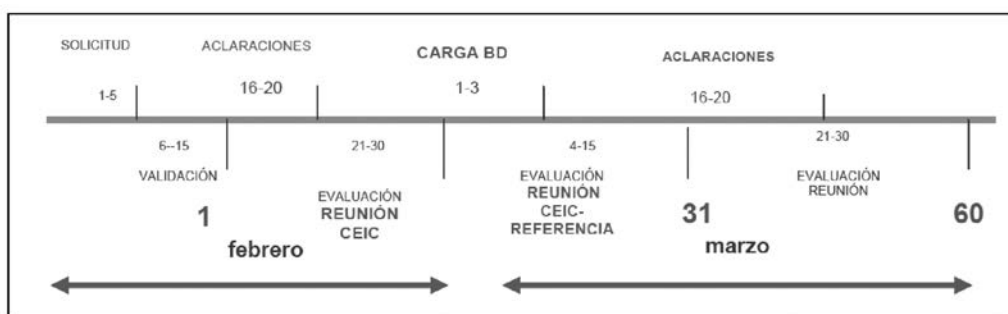 SOLICITUD
ACLARACIONES
CARGA BD
ACLARACIONES
1-5
16-20
1-3
16-20
6--15
21-30
4-15
21-30
VALIDACIÓN
EVALUACIÓN
REUNIÓN
CEIC
EVALUACIÓN
REUNIÓN
CEIC-
REFERENCIA
EVALUACIÓN
REUNIÓN
1
31
60
febrero
marzo